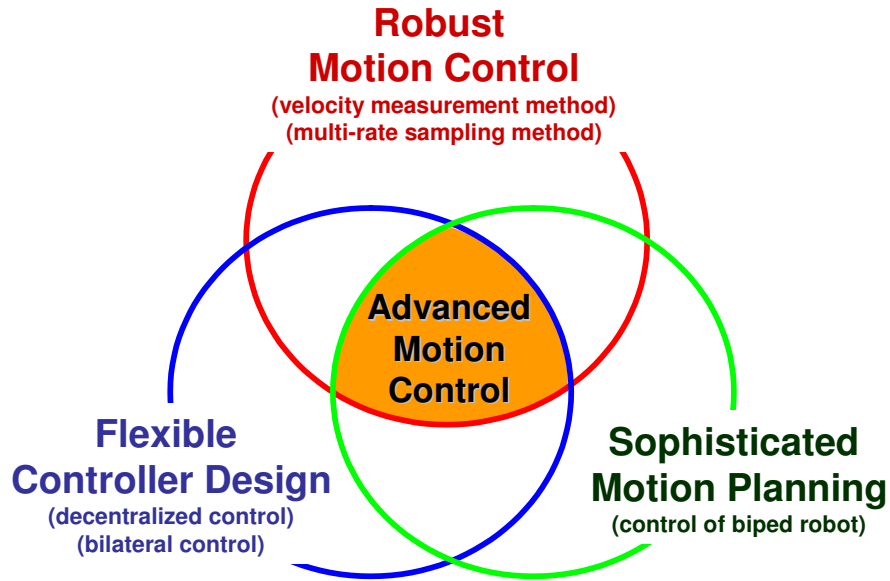 Robust
Motion Control
(velocity measurement method)
(multi-rate sampling method)
Advanced
Motion
Control
Flexible
Controller Design
(decentralized control)
(bilateral control)
Sophisticated
Motion Planning
(control of biped robot)